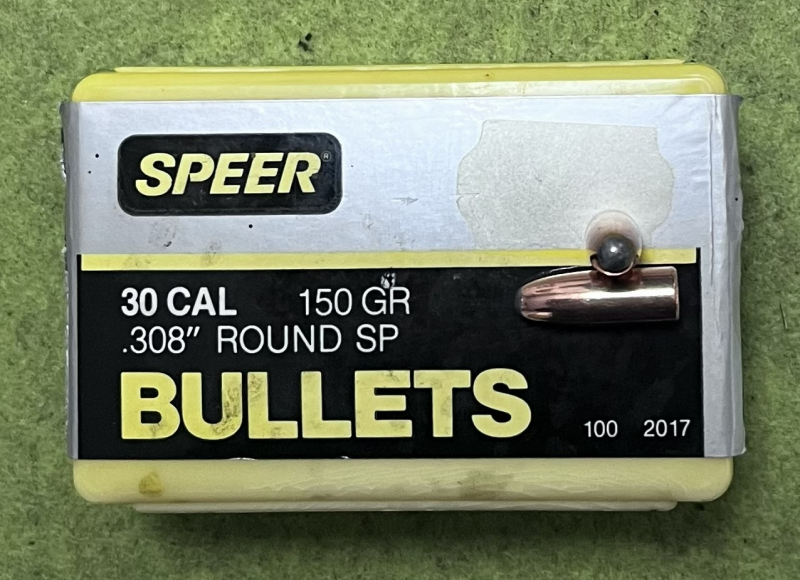 SPEER®
30 CAL 150 GR
.308" ROUND SP
BULLETS
100 2017